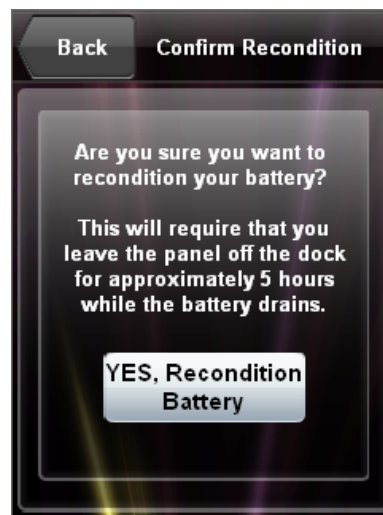 Back
Confirm Recondition
Are you sure you want to
recondition your battery?
This will require that you
leave the panel off the dock
for approximately 5 hours
while the battery drains.
YES, Recondition
Battery